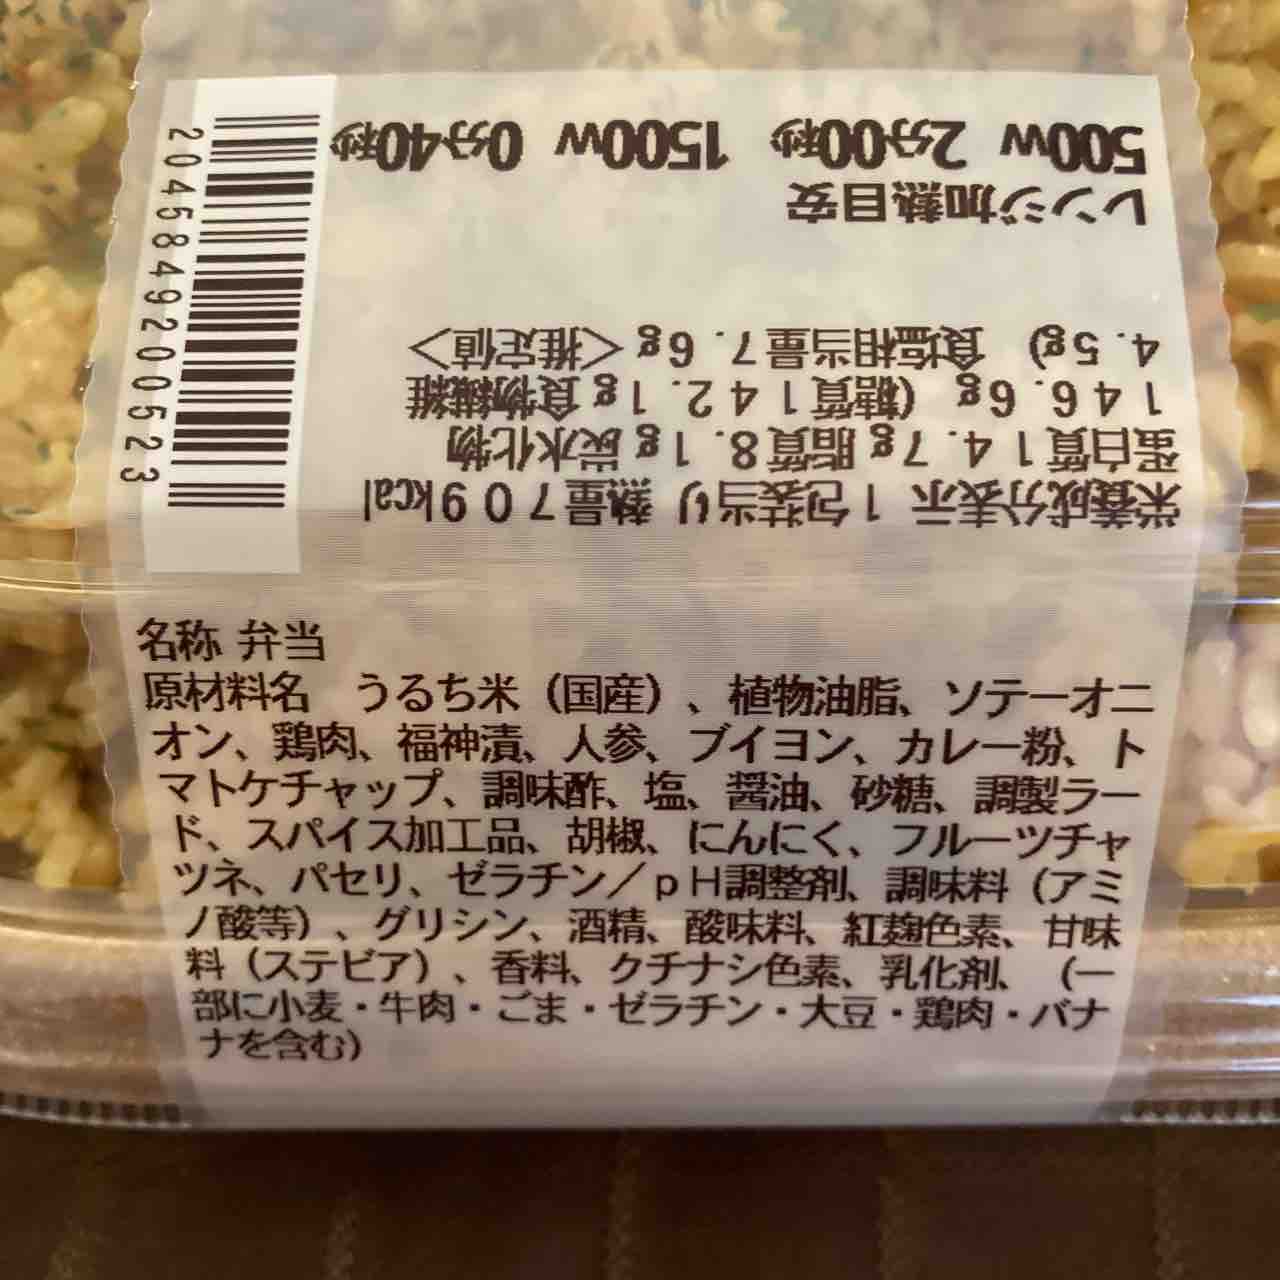 レンジ加熱目安
500W 2分00秒 1500W 0分40秒
栄養成分表示 1包装当り 熱量709kcal
蛋白質14.7g 脂質8.1g 炭水化物
146.6g (糖質142.1g 食物繊維
4.5g) 食塩相当量7.6g <推定値>
2045849200523
名称 弁当
原材料名 うるち米（国産）、植物油脂、ソテーオニ
オン、鶏肉、福神漬、人参、ブイヨン、カレー粉、ト
マトケチャップ、調味酢、塩、醤油、砂糖、調製ラー
ド、スパイス加工品、胡椒、にんにく、フルーツチャ
ツネ、パセリ、ゼラチン／ｐＨ調整剤、調味料（アミ
ノ酸等）、グリシン、酒精、酸味料、紅麹色素、甘味
料（ステビア）、香料、クチナシ色素、乳化剤、（一
部に小麦・牛肉・ごま・ゼラチン・大豆・鶏肉・バナ
ナを含む）